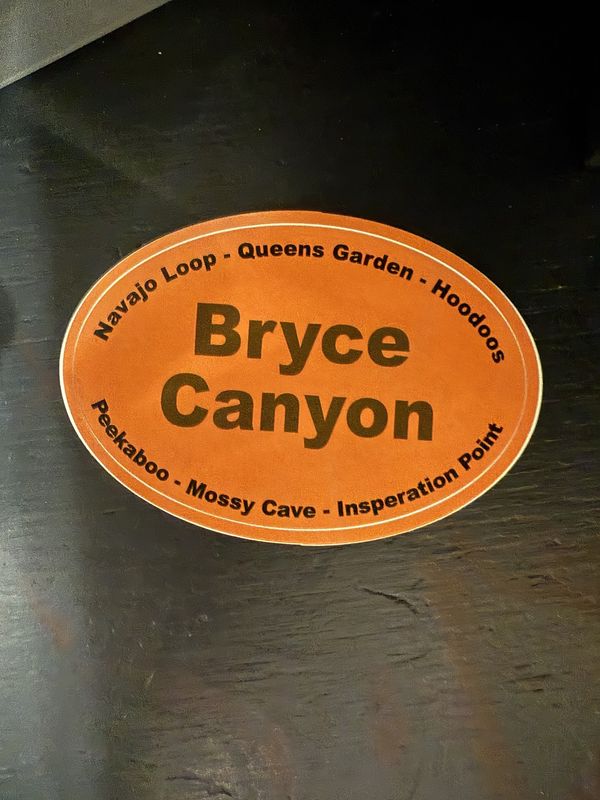 Navajo Loop - Queens Garden - Hoodoos
Bryce
Canyon
Peekaboo - Mossy Cave - Insperation Point